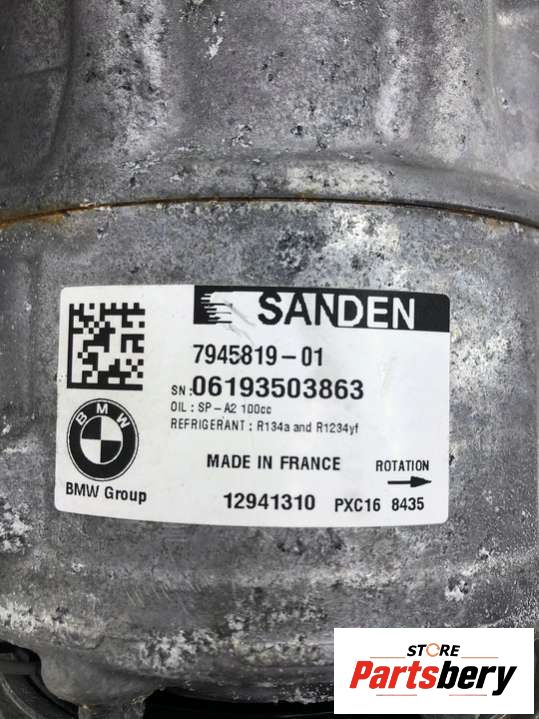 SANDEN
7945819-01
SN:06193503863
OIL : SP-A2 100cc
REFRIGERANT : R134a and R1234yf
BMW
MADE IN FRANCE
ROTATION
BMW Group
12941310 PXC16 8435
STORE
Partsbery